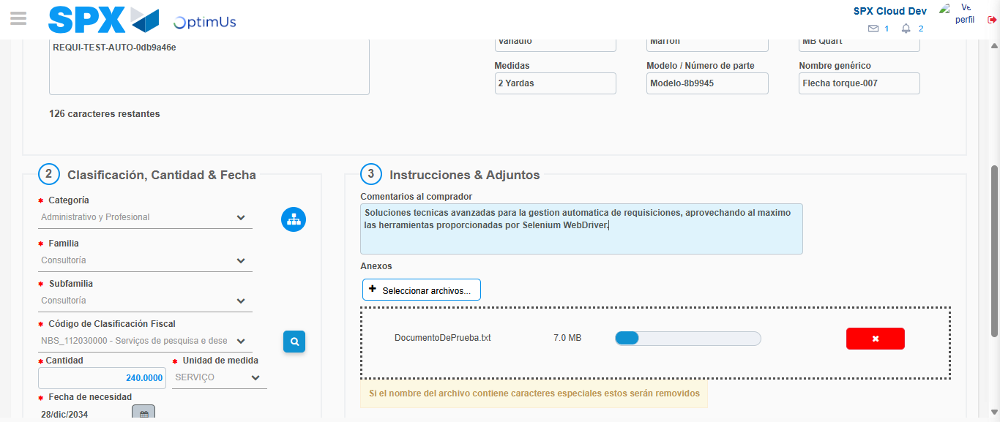 SPX OptimUs
SPX Cloud Dev
Ve
perfil
1 2
REQUI-TEST-AUTO-0db9a46e
126 caracteres restantes
Vanadio Marrón MB Quart
Medidas Modelo / Número de parte Nombre genérico
2 Yardas Modelo-8b9945 Flecha torque-007
2 Clasificación, Cantidad & Fecha
* Categoría
Administrativo y Profesional
* Familia
Consultoría
* Subfamilia
Consultoría
* Código de Clasificación Fiscal
NBS_112030000 - Serviços de pesquisa e dese
* Cantidad * Unidad de medida
240.0000 SERVIÇO
* Fecha de necesidad
28/dic/2034
3 Instrucciones & Adjuntos
Comentarios al comprador
Soluciones tecnicas avanzadas para la gestion automatica de requisiciones, aprovechando al maximo
las herramientas proporcionadas por Selenium WebDriver.
Anexos
+ Seleccionar archivos...
DocumentoDePrueba.txt 7.0 MB
Si el nombre del archivo contiene caracteres especiales estos serán removidos